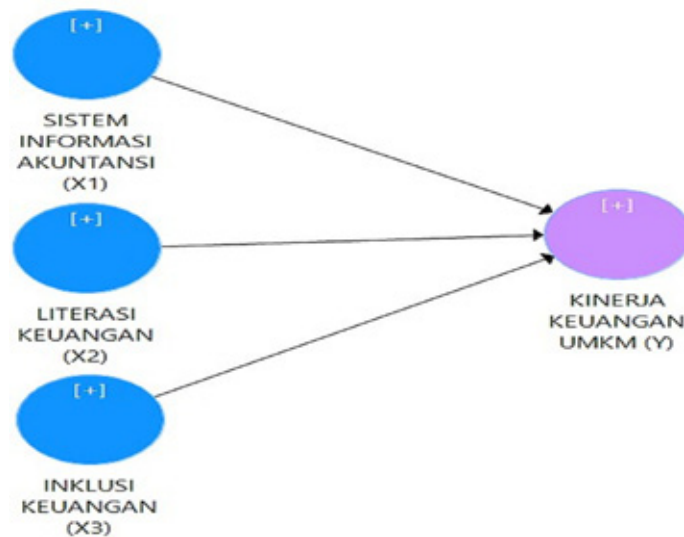 [+]
SISTEM
INFORMASI
AKUNTANSI
(X1)
[+]
LITERASI
KEUANGAN
(X2)
[+]
INKLUSI
KEUANGAN
(X3)
[+]
KINERJA
KEUANGAN
UMKM (Y)